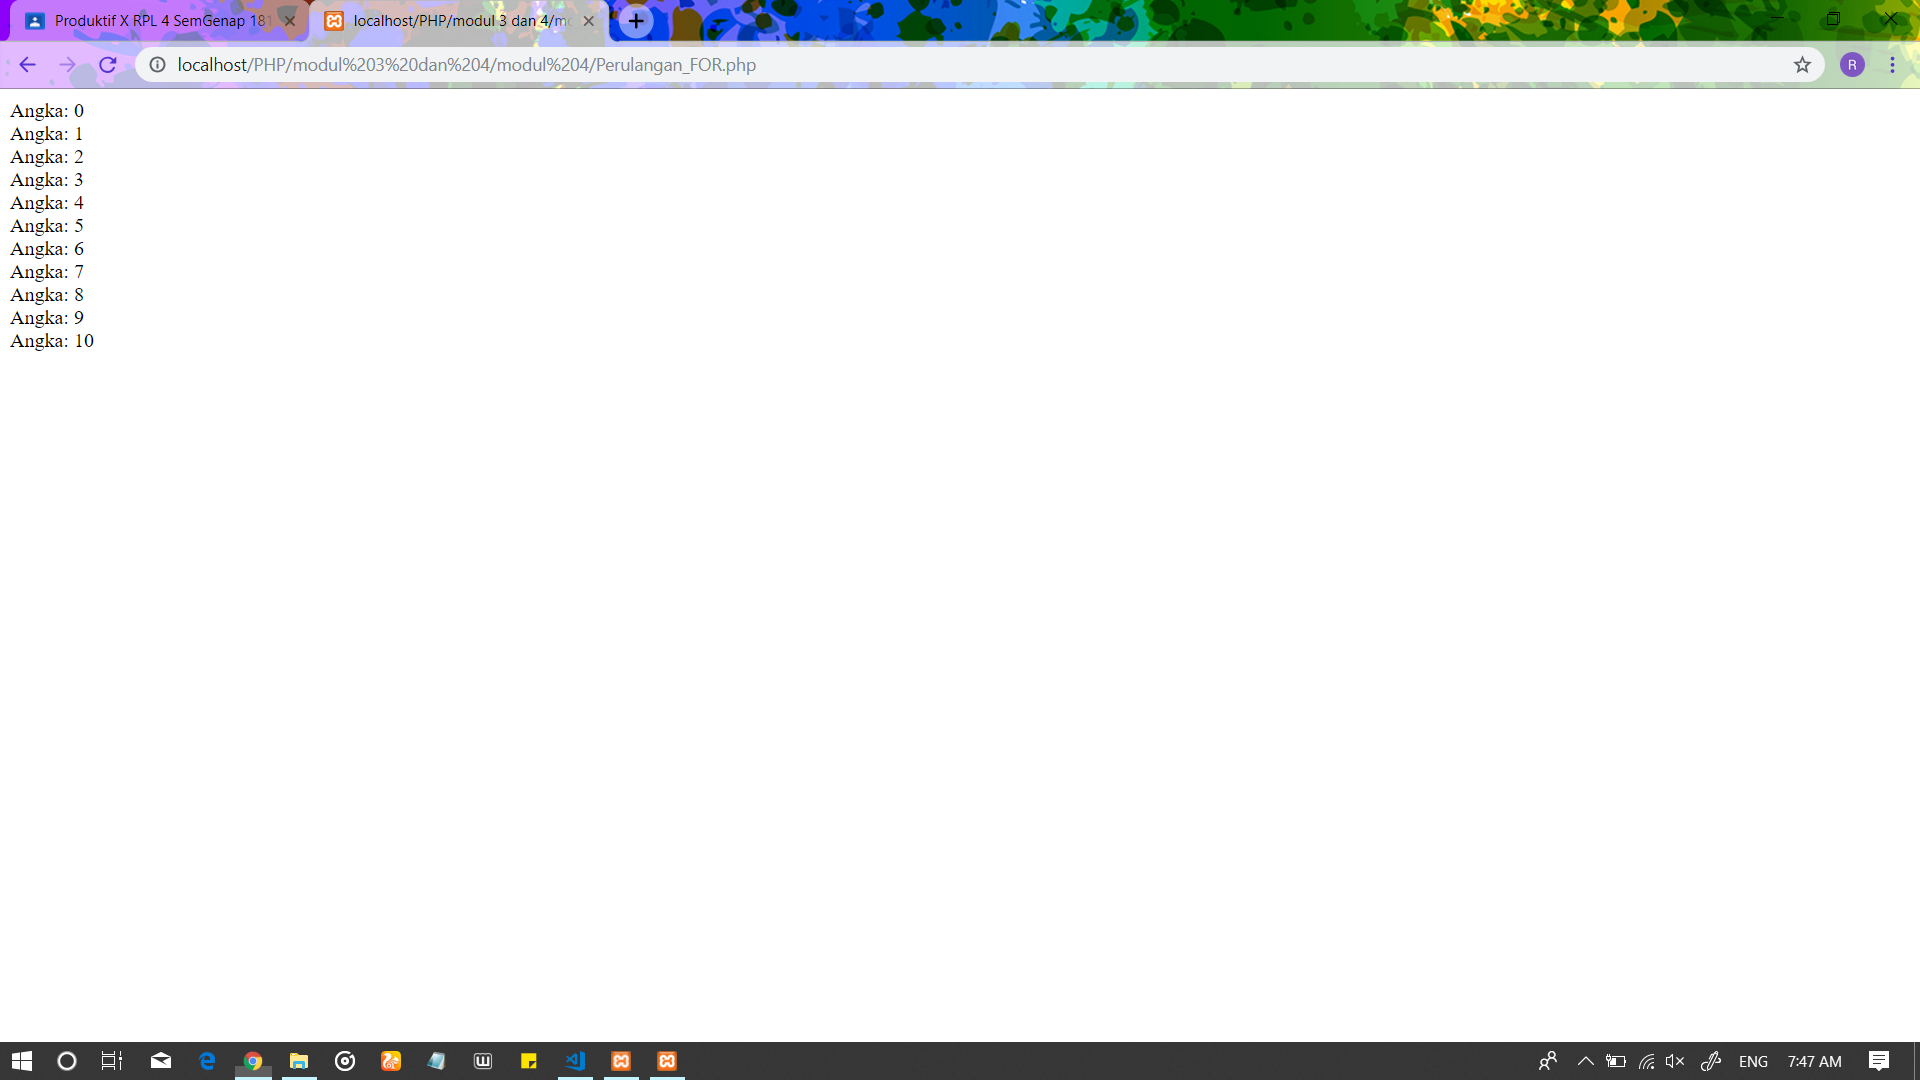 Produktif X RPL 4 SemGenap 181
localhost/PHP/modul 3 dan 4/mo
localhost/PHP/modul%203%20dan%204/modul%204/Perulangan_FOR.php
R
Angka: 0
Angka: 1
Angka: 2
Angka: 3
Angka: 4
Angka: 5
Angka: 6
Angka: 7
Angka: 8
Angka: 9
Angka: 10
ENG
7:47 AM